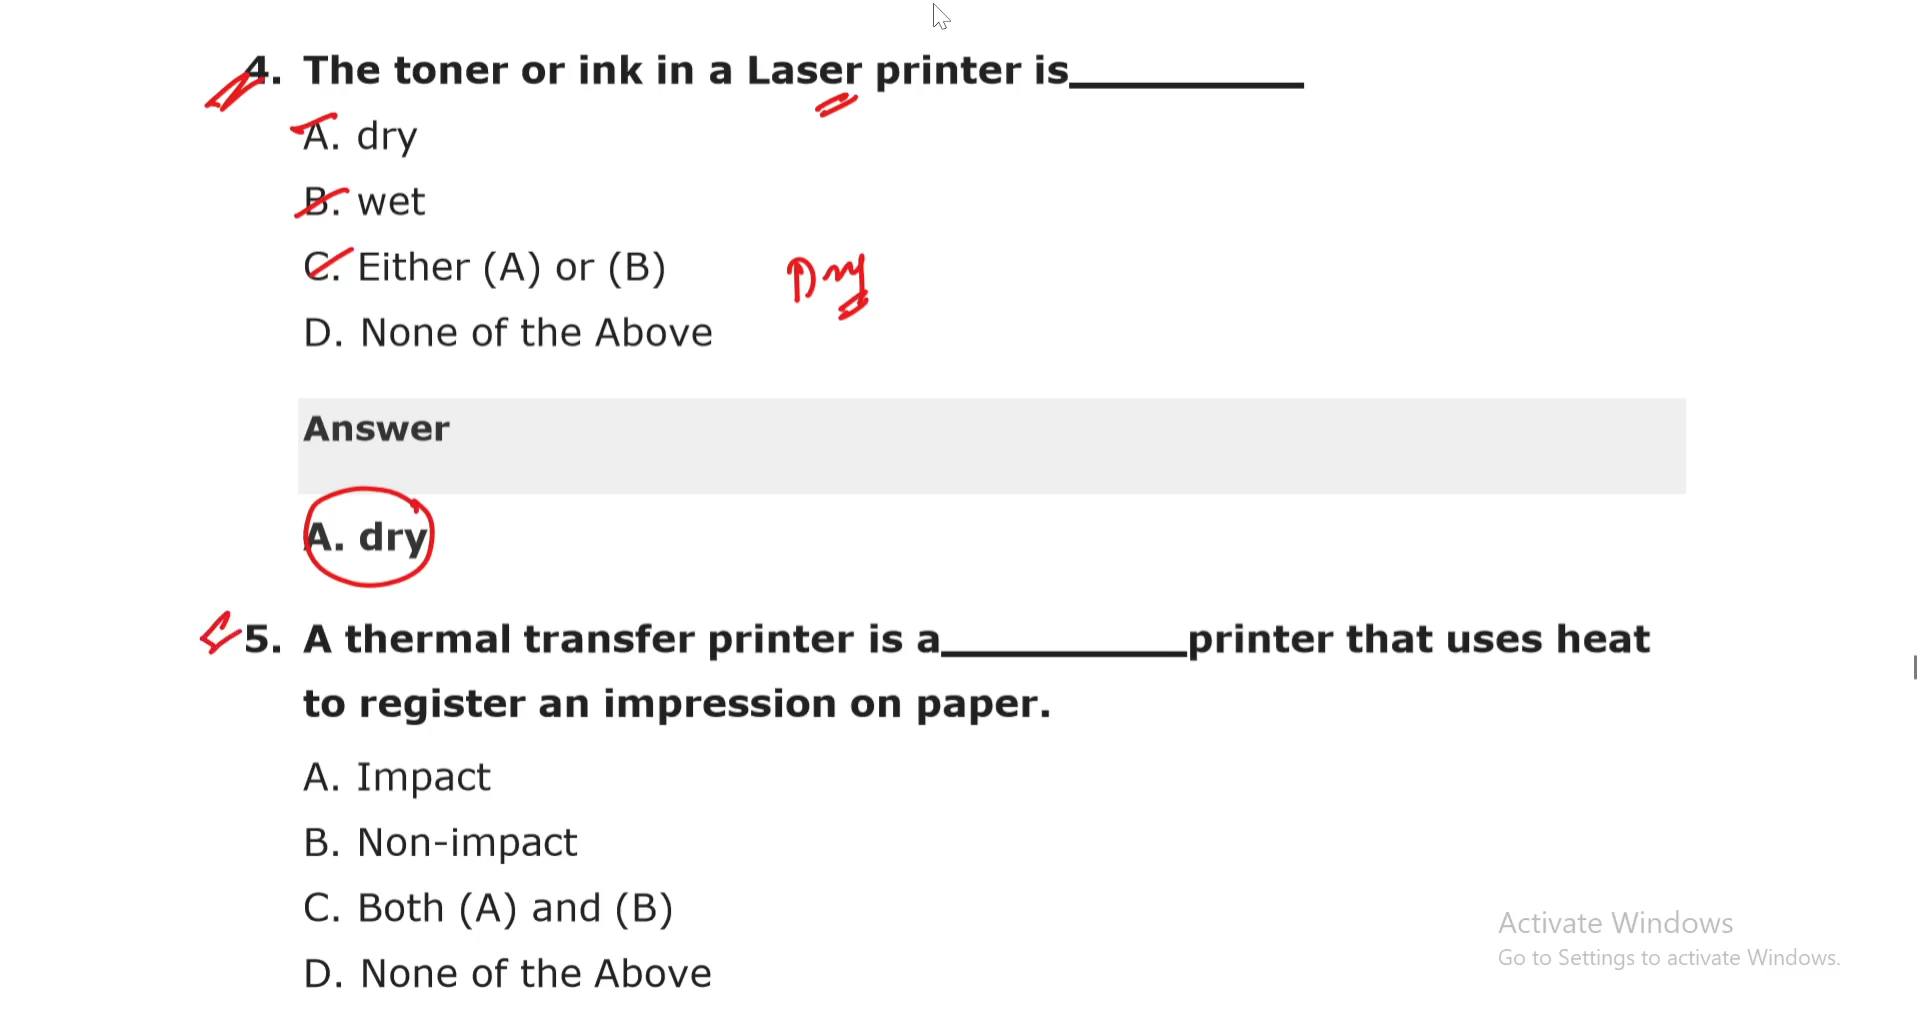 4. The toner or ink in a Laser printer is__________
A. dry
B. wet
C. Either (A) or (B)
Dry
D. None of the Above
Answer
A. dry
5. A thermal transfer printer is a__________printer that uses heat
to register an impression on paper.
A. Impact
B. Non-impact
C. Both (A) and (B)
D. None of the Above
Activate Windows
Go to Settings to activate Windows.